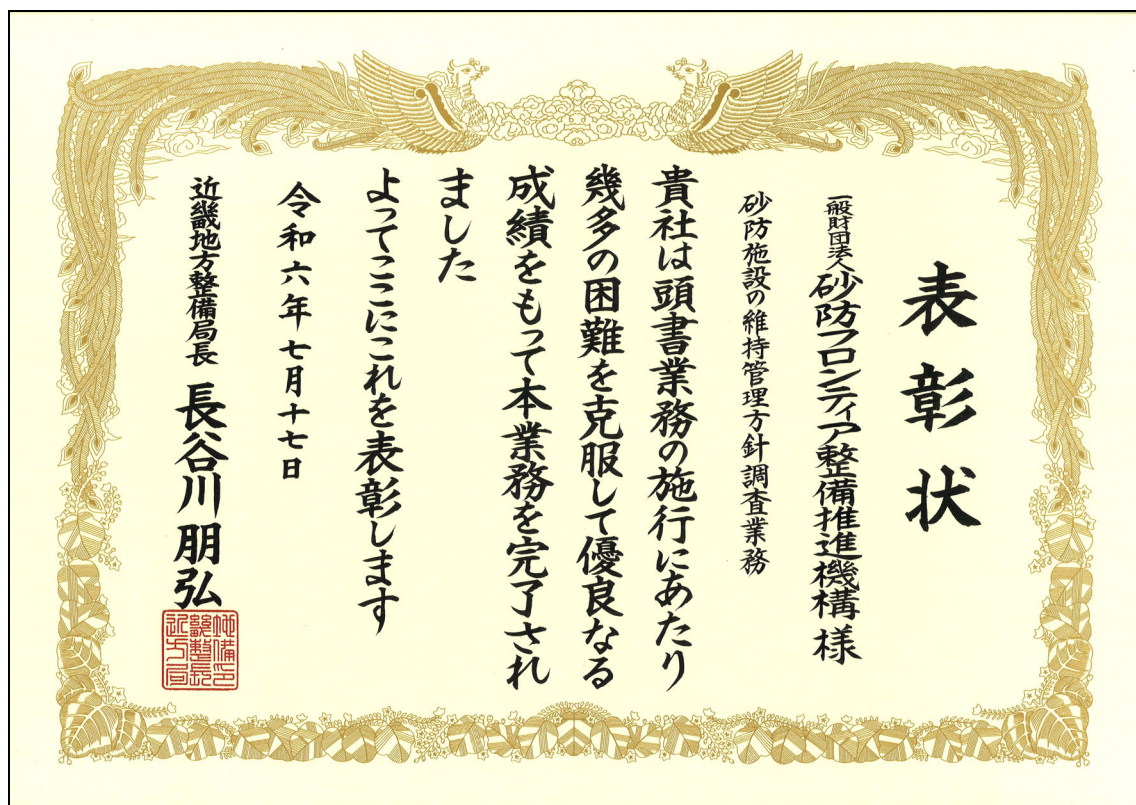 表彰状
一般財団法人砂防フロンティア整備推進機構様
砂防施設の維持管理方針調査業務
貴社は頭書業務の施行にあたり
幾多の困難を克服して優良なる
成績をもって本業務を完了され
ました
よってここにこれを表彰します
令和六年七月十七日
近畿地方整備局長 長谷川朋弘